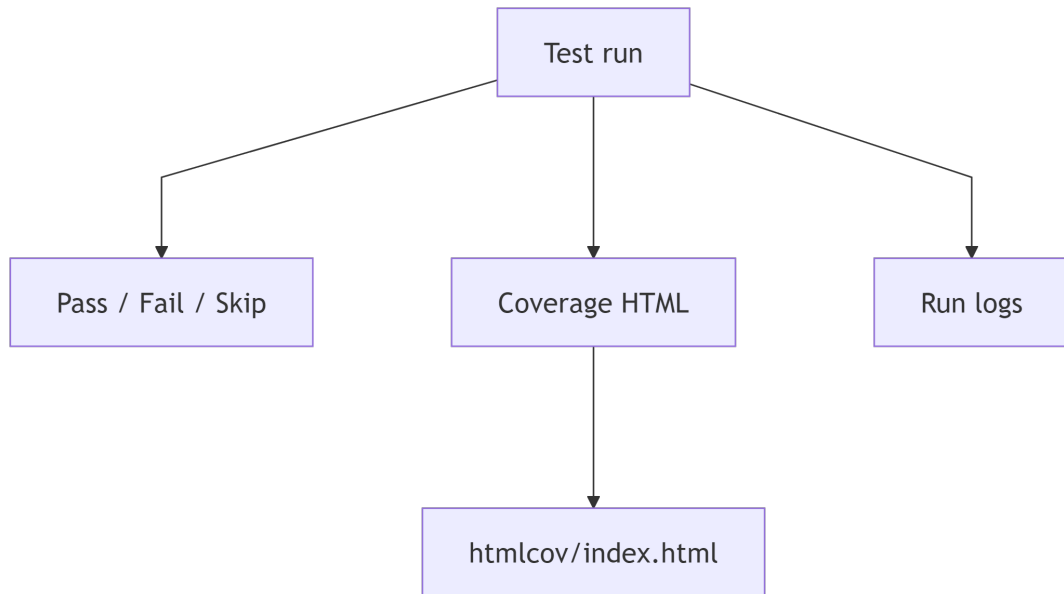 Test run
Pass / Fail / Skip
Coverage HTML
Run logs
htmlcov/index.html